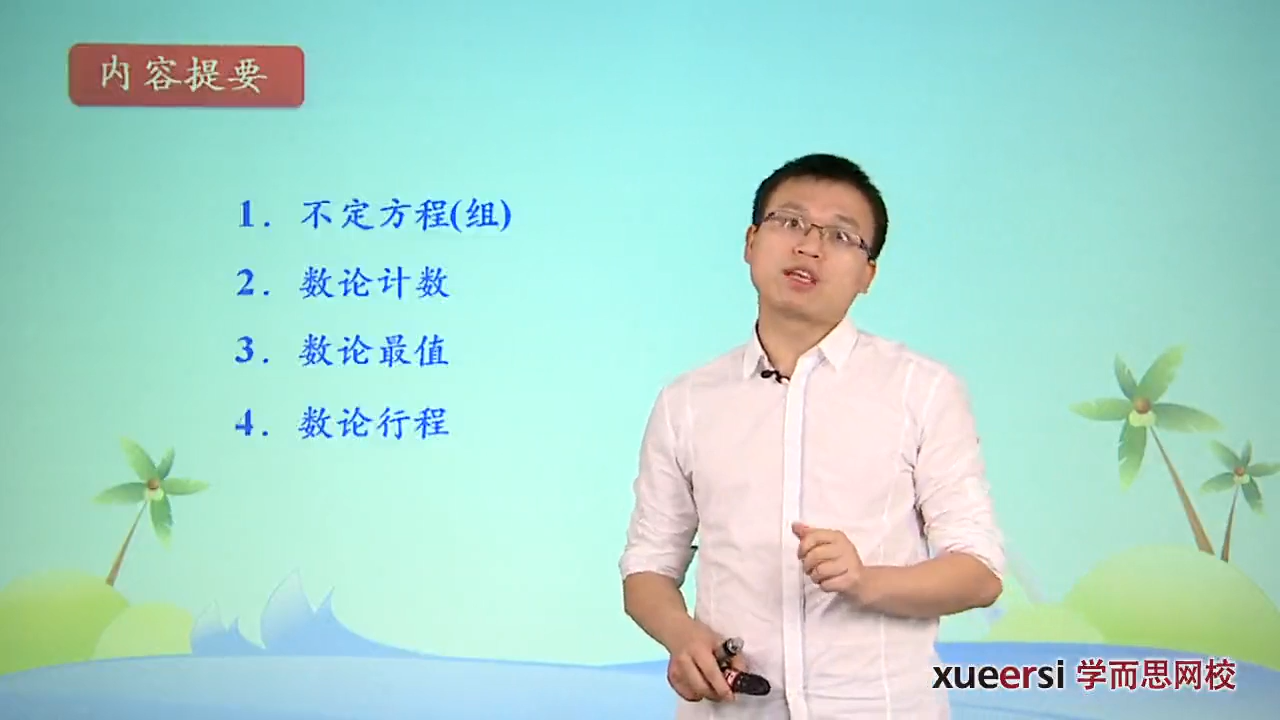 内容提要
1. 不定方程(组)
2. 数论计数
3. 数论最值
4. 数论行程
xueersi 学而思网校